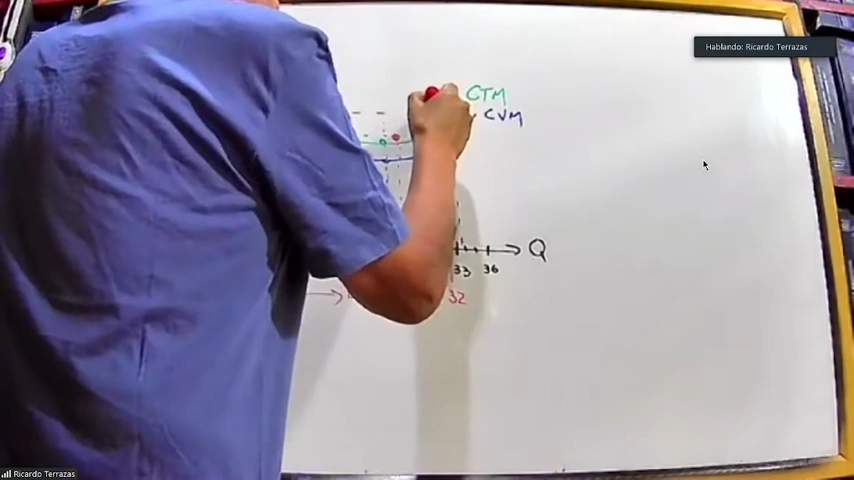 Hablando: Ricardo Terrazas
CTM
CVM
Q
33 36
32
Ricardo Terrazas